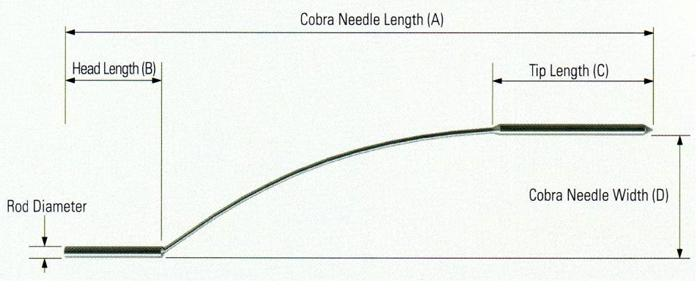 Cobra Needle Length (A)
Head Length (B)
Tip Length (C)
Cobra Needle Width (D)
Rod Diameter